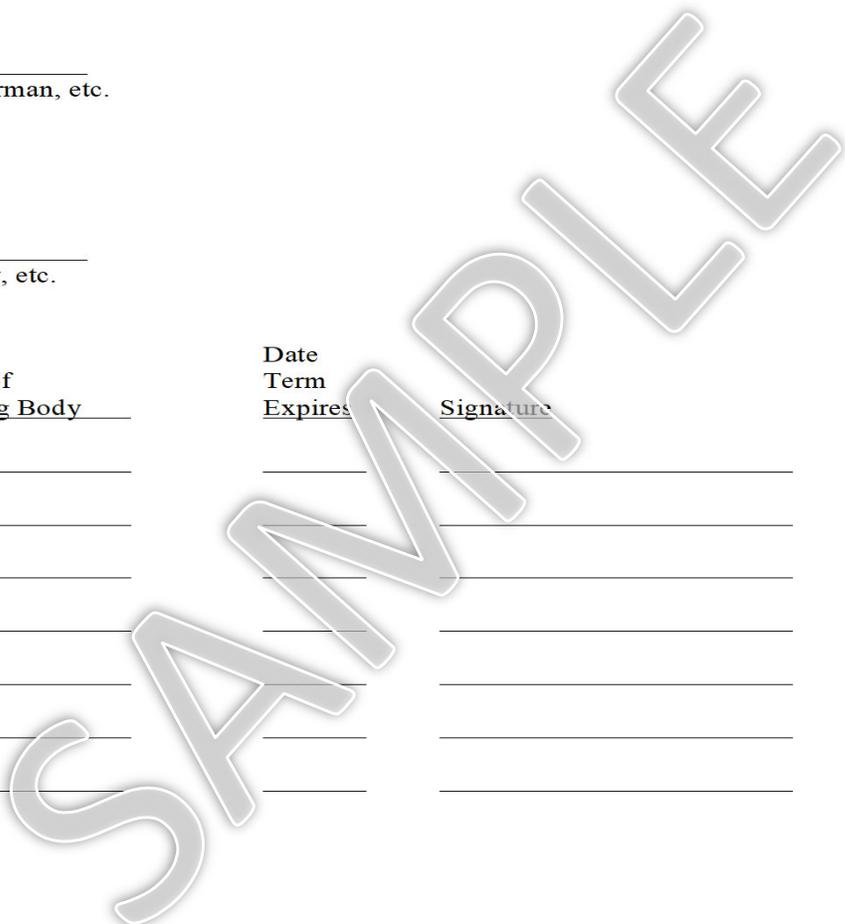 rman, etc.
, etc.
Date
f
Term
g Body
Expires
Signature
SAMPLE